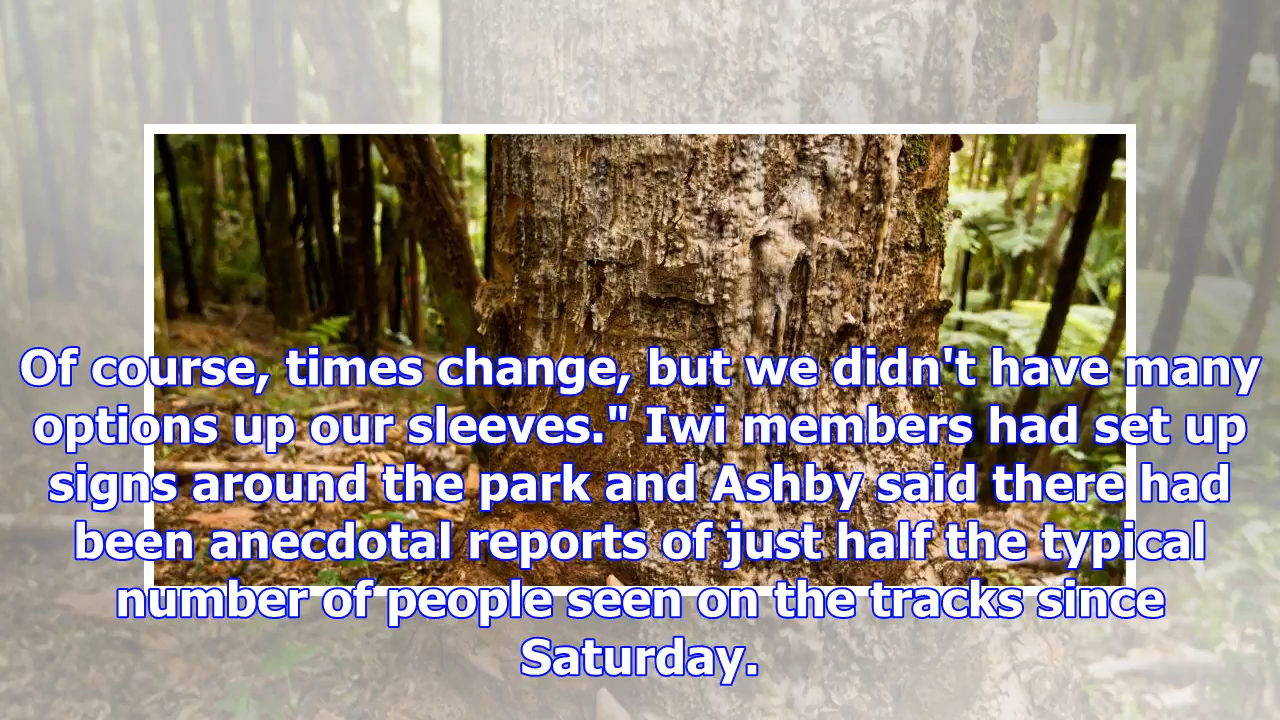 Of course, times change, but we didn't have many
options up our sleeves." Iwi members had set up
signs around the park and Ashby said there had
been anecdotal reports of just half the typical
number of people seen on the tracks since
Saturday.